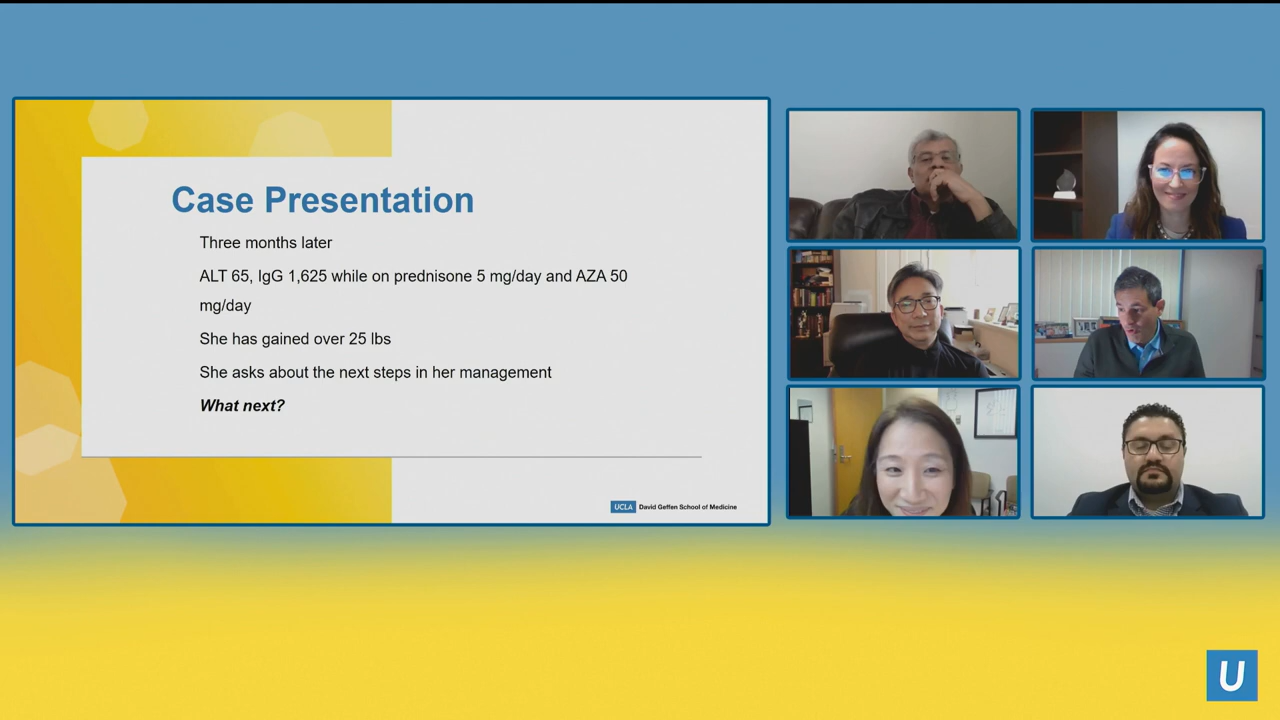 Case Presentation
Three months later
ALT 65, IgG 1,625 while on prednisone 5 mg/day and AZA 50
mg/day
She has gained over 25 lbs
She asks about the next steps in her management
What next?
UCLA David Geffen School of Medicine
U